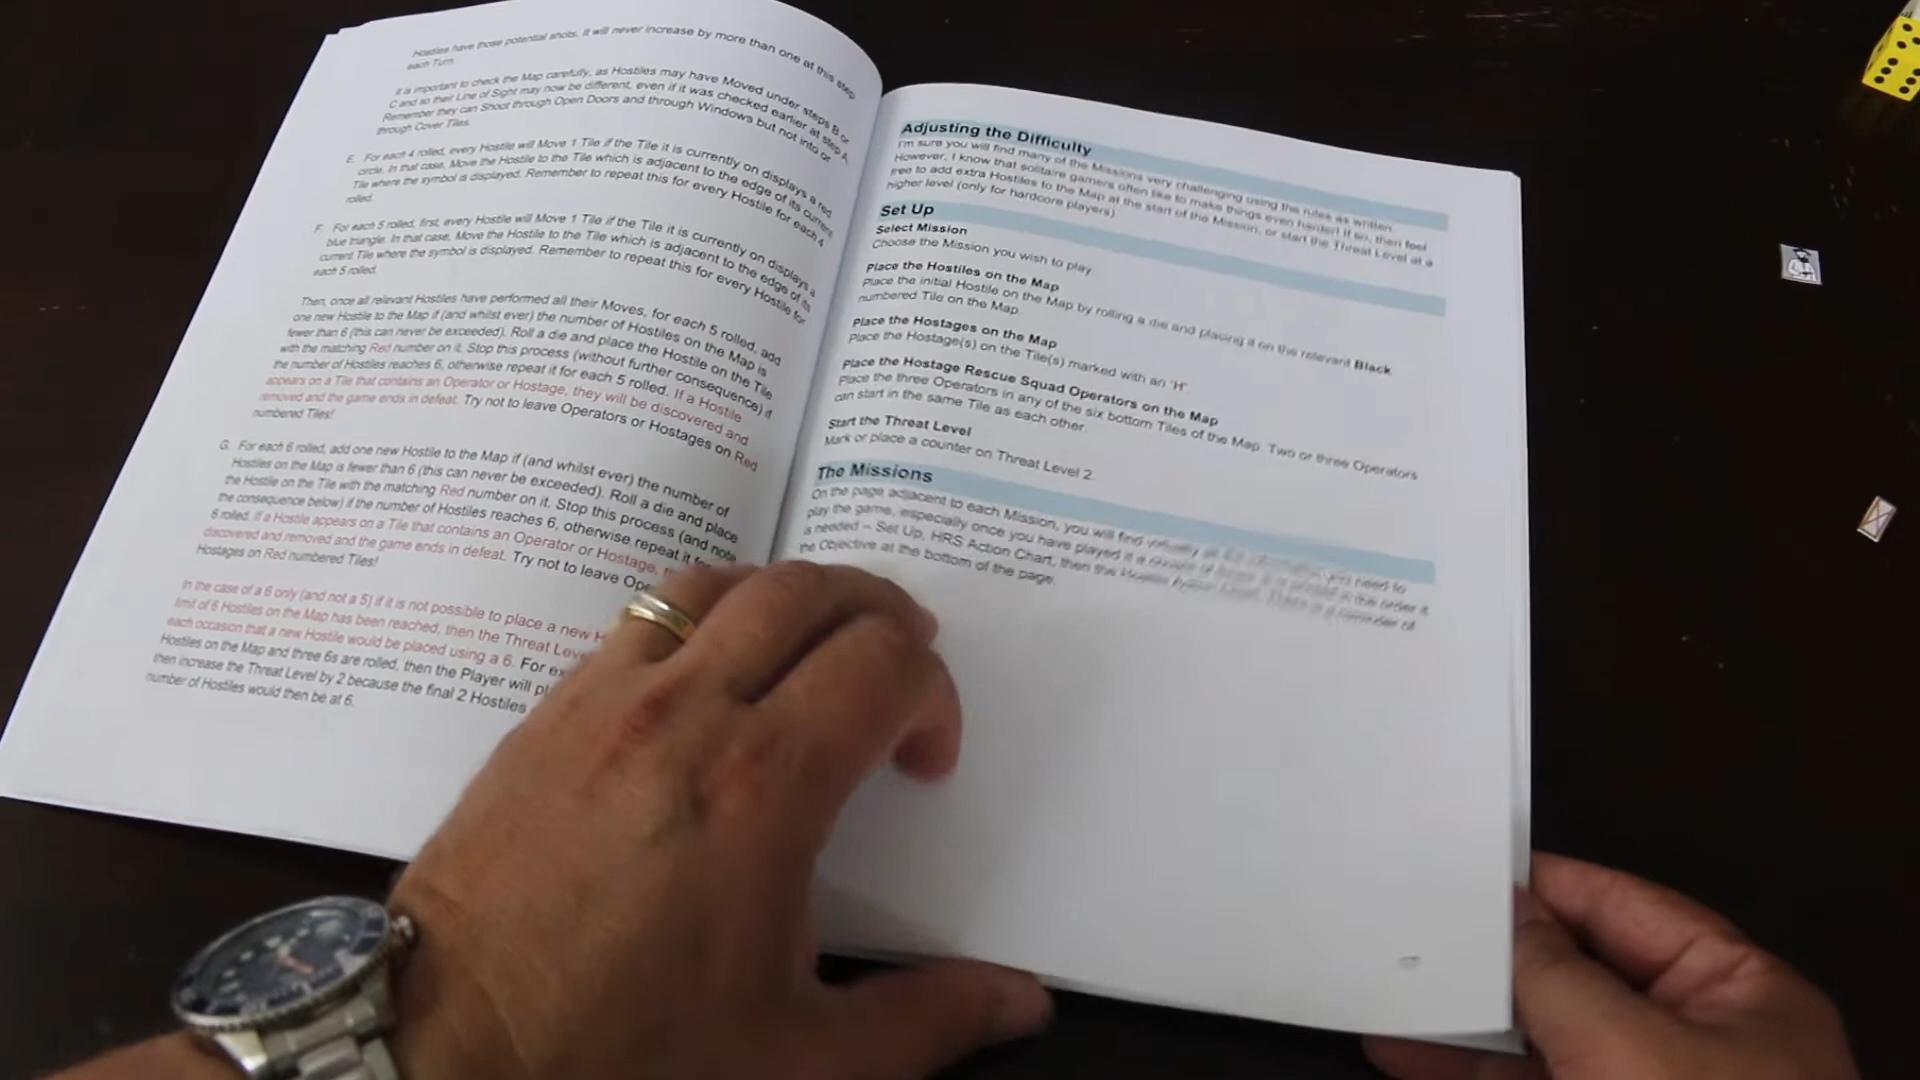 Hostiles have those potential shots. It will never increase by more than one at this step
each Turn.
It is important to check the Map carefully, as Hostiles may have Moved under steps B or
C and so their Line of Sight may now be different, even if it was checked earlier at step A.
Remember they can Shoot through Open Doors and through Windows but not into or
through Cover Tiles.
E. For each 4 rolled, every Hostile will Move 1 Tile if the Tile it is currently on displays a red
circle. In that case, Move the Hostile to the Tile which is adjacent to the edge of its current
Tile where the symbol is displayed. Remember to repeat this for every Hostile for each 4
rolled.
F. For each 5 rolled, first, every Hostile will Move 1 Tile if the Tile it is currently on displays a
blue triangle. In that case, Move the Hostile to the Tile which is adjacent to the edge of its
current Tile where the symbol is displayed. Remember to repeat this for every Hostile for
each 5 rolled.
Then, once all relevant Hostiles have performed all their Moves, for each 5 rolled, add
one new Hostile to the Map if (and whilst ever) the number of Hostiles on the Map is
fewer than 6 (this can never be exceeded). Roll a die and place the Hostile on the Tile
with the matching Red number on it. Stop this process (without further consequence) if
the number of Hostiles reaches 6, otherwise repeat it for each 5 rolled. If a Hostile
appears on a Tile that contains an Operator or Hostage, they will be discovered and
removed and the game ends in defeat. Try not to leave Operators or Hostages on Red
numbered Tiles!
G. For each 6 rolled, add one new Hostile to the Map if (and whilst ever) the number of
Hostiles on the Map is fewer than 6 (this can never be exceeded). Roll a die and place
the Hostile on the Tile with the matching Red number on it. Stop this process (and note
the consequence below) if the number of Hostiles reaches 6, otherwise repeat it for
6 rolled. If a Hostile appears on a Tile that contains an Operator or Hostage,
discovered and removed and the game ends in defeat. Try not to leave
Hostages on Red numbered Tiles!
In the case of a 6 only (and not a 5) if it is not possible to place a new
limit of 6 Hostiles on the Map has been reached, then the Threat
each occasion that a new Hostile would be placed using a 6. For
Hostiles on the Map and three 6s are rolled, then the Player will
then increase the Threat Level by 2 because the final 2 Hostiles
number of Hostiles would then be at 6.
Adjusting the Difficulty
I'm sure you will find many of the Missions very challenging using the rules as written.
However, I know that solitaire gamers often like to make things even harder! If so, then feel
free to add extra Hostiles to the Map at the start of the Mission, or start the Threat Level at a
higher level (only for hardcore players).
Set Up
Select Mission
Choose the Mission you wish to play.
Place the Hostiles on the Map
Place the initial Hostile on the Map by rolling a die and placing it on the relevant Black
numbered Tile on the Map.
Place the Hostages on the Map
Place the Hostage(s) on the Tile(s) marked with an 'H'.
Place the Hostage Rescue Squad Operators on the Map
Place the three Operators in any of the six bottom Tiles of the Map. Two or three Operators
can start in the same Tile as each other.
Start the Threat Level
Mark or place a counter on Threat Level 2.
The Missions
On the page adjacent to each Mission, you will find virtually all the information you need to
play the game, especially once you have played it a couple of times. It is printed in the order it
is needed – Set Up, HRS Action Chart, then the Hostile Action Chart. There is a reminder of
the Objective at the bottom of the page.